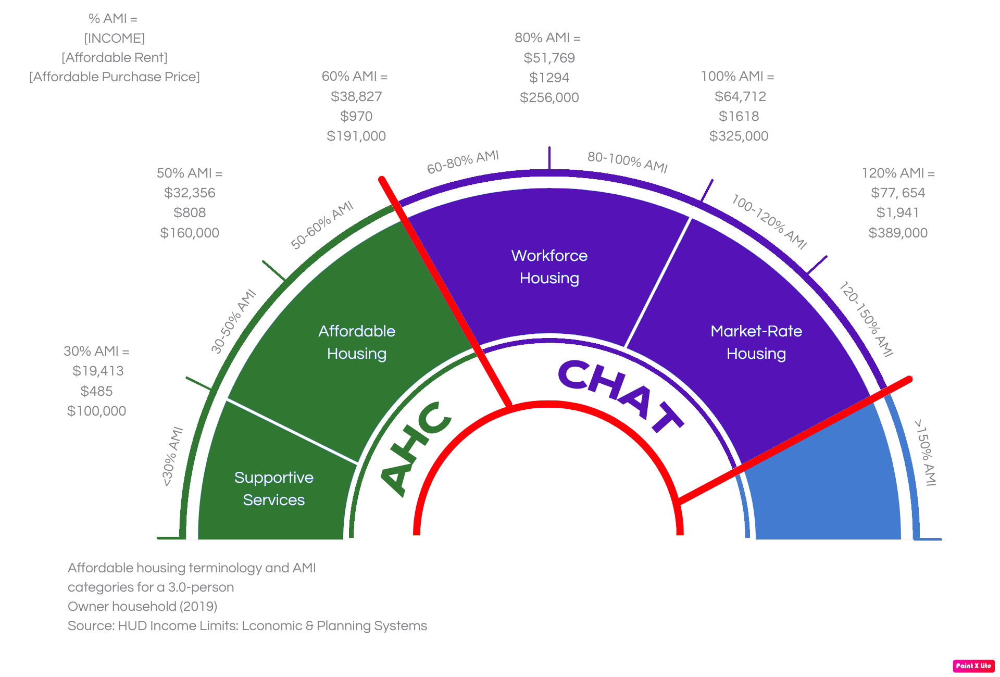 % AMI =
[INCOME]
[Affordable Rent]
[Affordable Purchase Price]
30% AMI =
$19,413
$485
$100,000
50% AMI =
$32,356
$808
$160,000
60% AMI =
$38,827
$970
$191,000
80% AMI =
$51,769
$1294
$256,000
100% AMI =
$64,712
$1618
$325,000
120% AMI =
$77, 654
$1,941
$389,000
<30% AMI
30-50% AMI
50-60% AMI
60-80% AMI
80-100% AMI
100-120% AMI
120-150% AMI
>150% AMI
Supportive
Services
Affordable
Housing
Workforce
Housing
Market-Rate
Housing
AHC
CHAT
Affordable housing terminology and AMI
categories for a 3.0-person
Owner household (2019)
Source: HUD Income Limits: Lconomic & Planning Systems
Paint X Lite